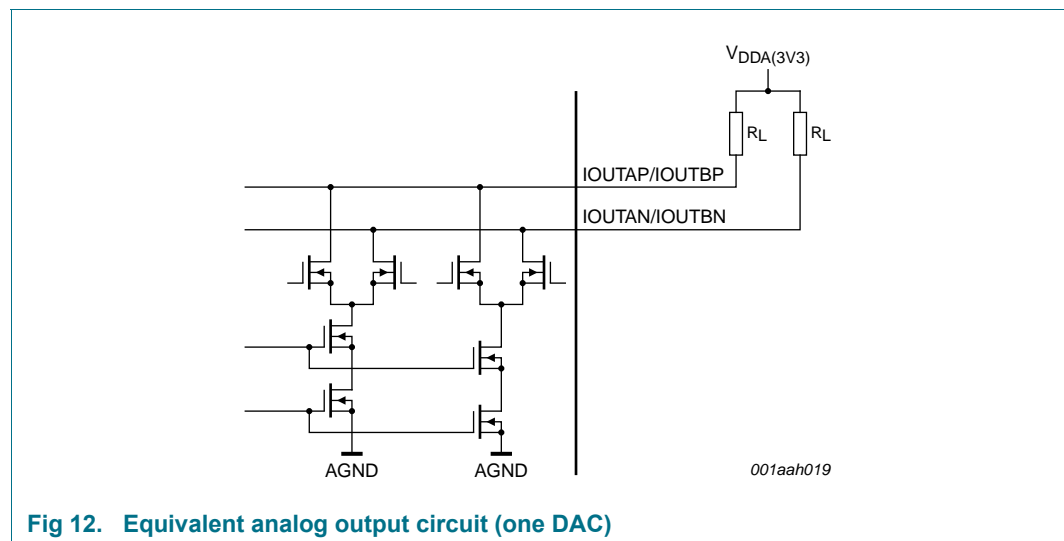 VDDA(3V3)
RL RL
IOUTAP/IOUTBP
IOUTAN/IOUTBN
AGND AGND
001aah019
Fig 12. Equivalent analog output circuit (one DAC)